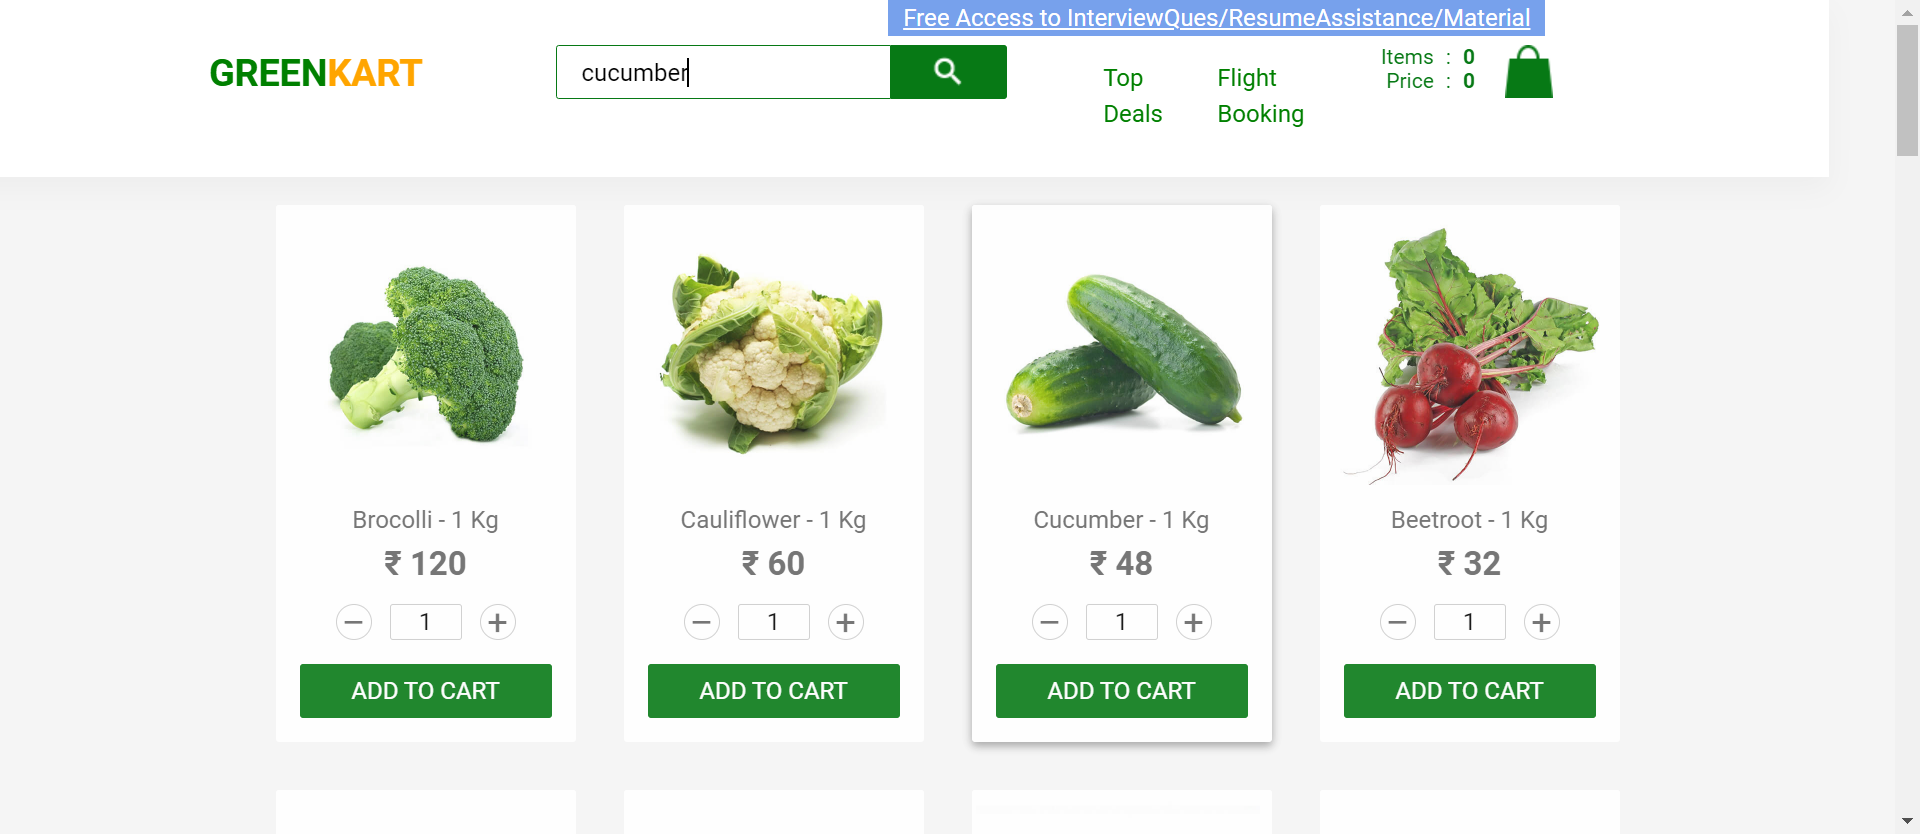 Free Access to InterviewQues/ResumeAssistance/Material
GREENKART
cucumber
Top Deals
Flight Booking
Items : 0
Price : 0
Brocolli - 1 Kg
₹ 120
1
ADD TO CART
Cauliflower - 1 Kg
₹ 60
1
ADD TO CART
Cucumber - 1 Kg
₹ 48
1
ADD TO CART
Beetroot - 1 Kg
₹ 32
1
ADD TO CART